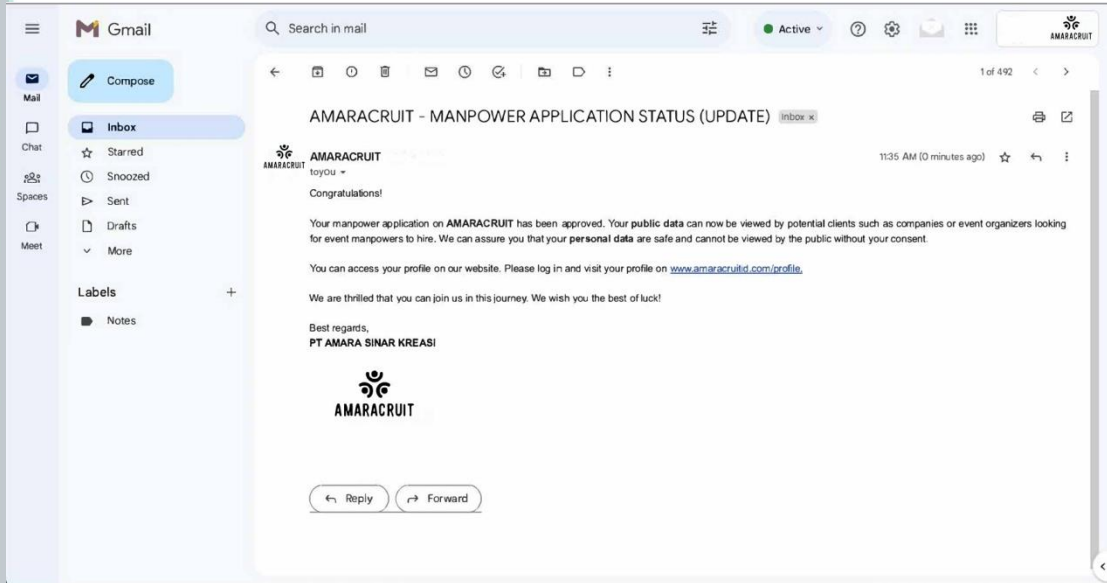 Gmail
Search in mail
Active
AMARACRUIT
Mail
Chat
Spaces
Meet
Compose
Inbox
Starred
Snoozed
Sent
Drafts
More
Labels
Notes
1 of 492
AMARACRUIT - MANPOWER APPLICATION STATUS (UPDATE) Inbox x
AMARACRUIT
AMARACRUIT
11:35 AM (0 minutes ago)
toyou
Congratulations!
Your manpower application on AMARACRUIT has been approved. Your public data can now be viewed by potential clients such as companies or event organizers looking
for event manpowers to hire. We can assure you that your personal data are safe and cannot be viewed by the public without your consent.
You can access your profile on our website. Please log in and visit your profile on www.amaracruitid.com/profile.
We are thrilled that you can join us in this journey. We wish you the best of luck!
Best regards,
PT AMARA SINAR KREASI
AMARACRUIT
Reply
Forward